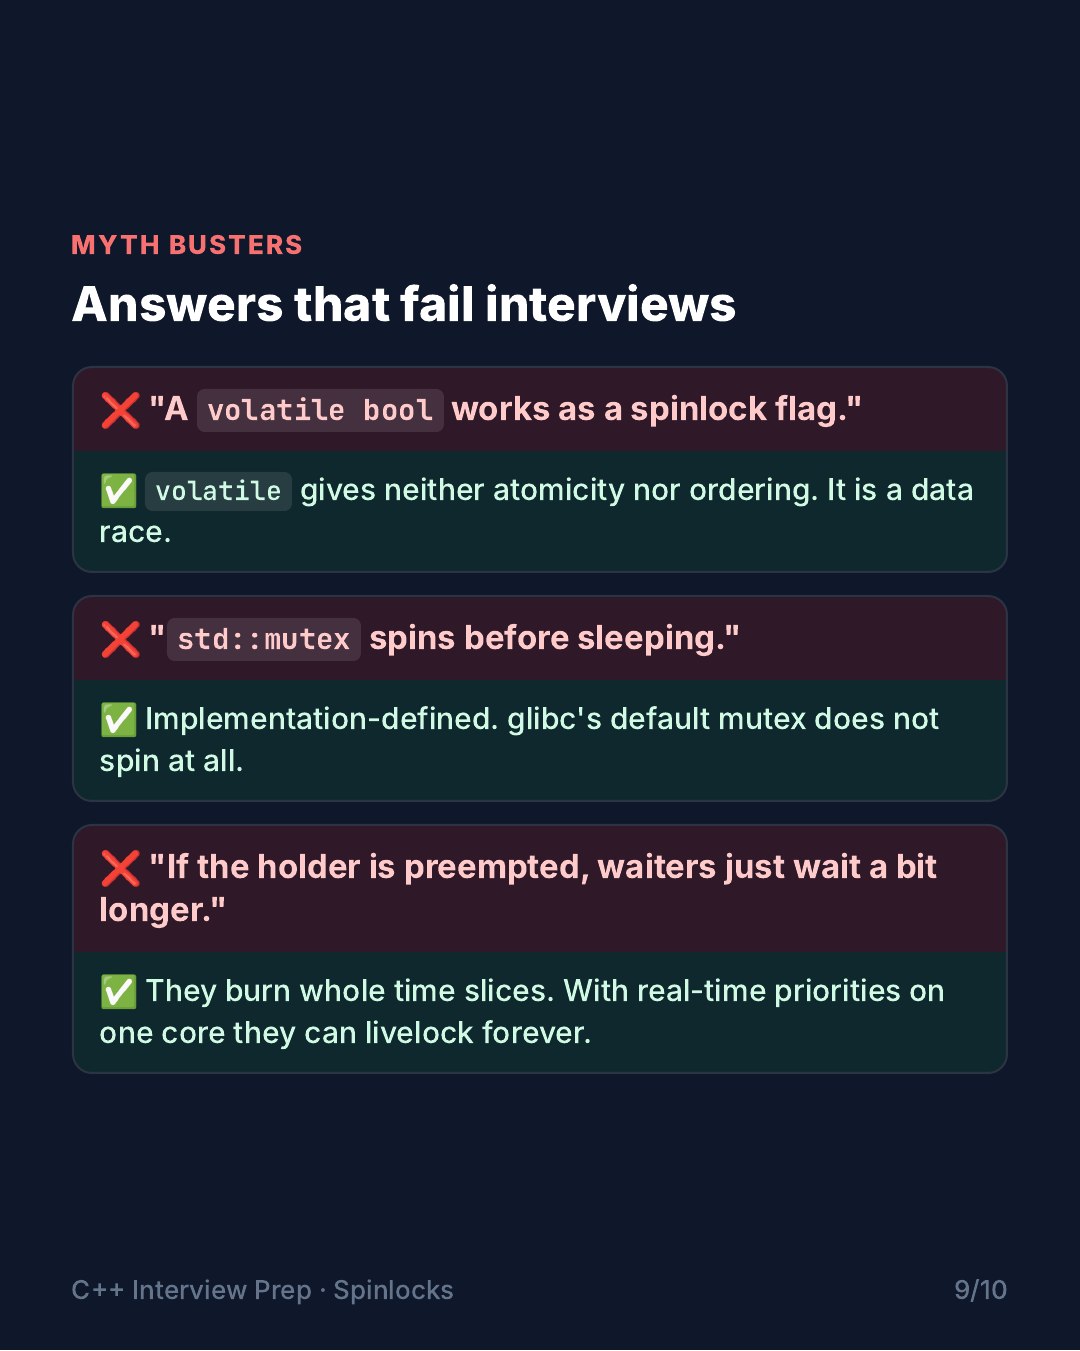 MYTH BUSTERS
Answers that fail interviews
❌ "A volatile bool works as a spinlock flag."
✅ volatile gives neither atomicity nor ordering. It is a data
race.
❌ "std::mutex spins before sleeping."
✅ Implementation-defined. glibc's default mutex does not
spin at all.
❌ "If the holder is preempted, waiters just wait a bit
longer."
✅ They burn whole time slices. With real-time priorities on
one core they can livelock forever.
C++ Interview Prep · Spinlocks
9/10